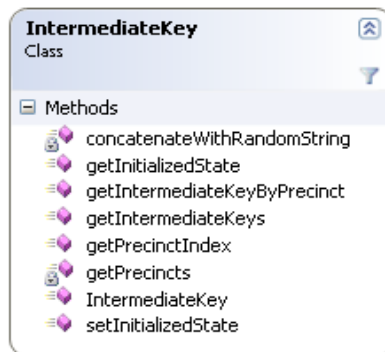 IntermediateKey
Class
Methods
concatenateWithRandomString
getInitializedState
getIntermediateKeyByPrecinct
getIntermediateKeys
getPrecinctIndex
getPrecincts
IntermediateKey
setInitializedState